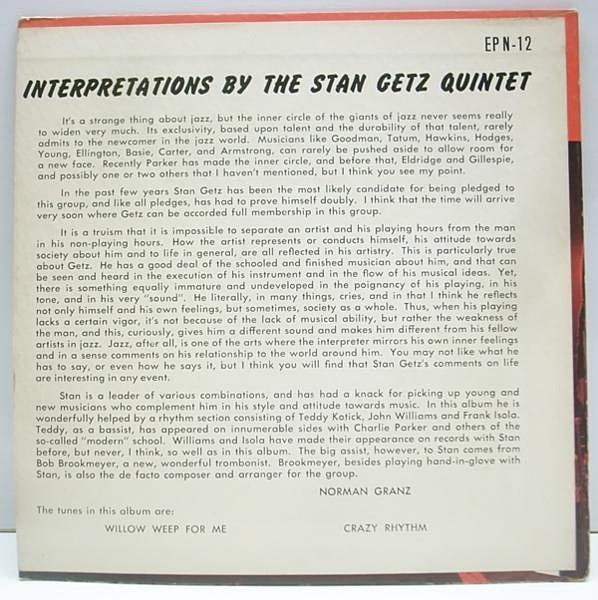 EPN-12
INTERPRETATIONS BY THE STAN GETZ QUINTET
It's a strange thing about jazz, but the inner circle of the giants of jazz never seems really
to widen very much. Its exclusivity, based upon talent and the durability of that talent, rarely
admits to the newcomer in the jazz world. Musicians like Goodman, Tatum, Hawkins, Hodges,
Young, Ellington, Basie, Carter, and Armstrong, can rarely be pushed aside to allow room for
a new face. Recently Parker has made the inner circle, and before that, Eldridge and Gillespie,
and possibly one or two others that I haven't mentioned, but I think you see my point.
In the past few years Stan Getz has been the most likely candidate for being pledged to
this group, and like all pledges, has had to prove himself doubly. I think that the time will arrive
very soon where Getz can be accorded full membership in this group.
It is a truism that it is impossible to separate an artist and his playing hours from the man
in his non-playing hours. How the artist represents or conducts himself, his attitude towards
society about him and to life in general, are all reflected in his artistry. This is particularly true
about Getz. He has a good deal of the schooled and finished musician about him, and that can
be seen and heard in the execution of his instrument and in the flow of his musical ideas. Yet,
there is something equally immature and undeveloped in the poignancy of his playing, in his
tone, and in his very "sound". He literally, in many things, cries, and in that I think he reflects
not only himself and his own feelings, but sometimes, society as a whole. Thus, when his playing
lacks a certain vigor, it's not because of the lack of musical ability, but rather the weakness of
the man, and this, curiously, gives him a different sound and makes him different from his fellow
artists in jazz. Jazz, after all, is one of the arts where the interpreter mirrors his own inner feelings
and in a sense comments on his relationship to the world around him. You may not like what he
has to say, or even how he says it, but I think you will find that Stan Getz's comments on life
are interesting in any event.
Stan is a leader of various combinations, and has had a knack for picking up young and
new musicians who complement him in his style and attitude towards music. In this album he is
wonderfully helped by a rhythm section consisting of Teddy Kotick, John Williams and Frank Isola.
Teddy, as a bassist, has appeared on innumerable sides with Charlie Parker and others of the
so-called "modern" school. Williams and Isola have made their appearance on records with Stan
before, but never, I think, so well as in this album. The big assist, however, to Stan comes from
Bob Brookmeyer, a new, wonderful trombonist. Brookmeyer, besides playing hand-in-glove with
Stan, is also the de facto composer and arranger for the group.
NORMAN GRANZ
The tunes in this album are:
WILLOW WEEP FOR ME CRAZY RHYTHM